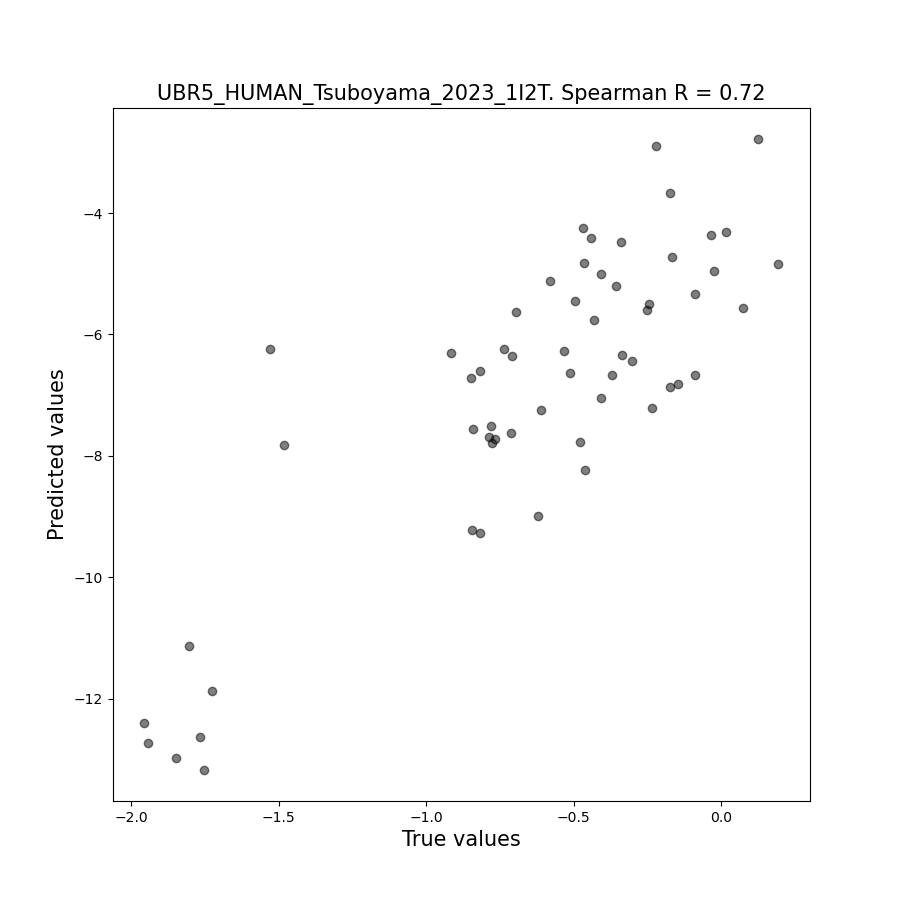 UBR5_HUMAN_Tsuboyama_2023_1I2T. Spearman R = 0.72
−4
−6
−8
−10
−12
Predicted values
−2.0 −1.5 −1.0 −0.5 0.0
True values